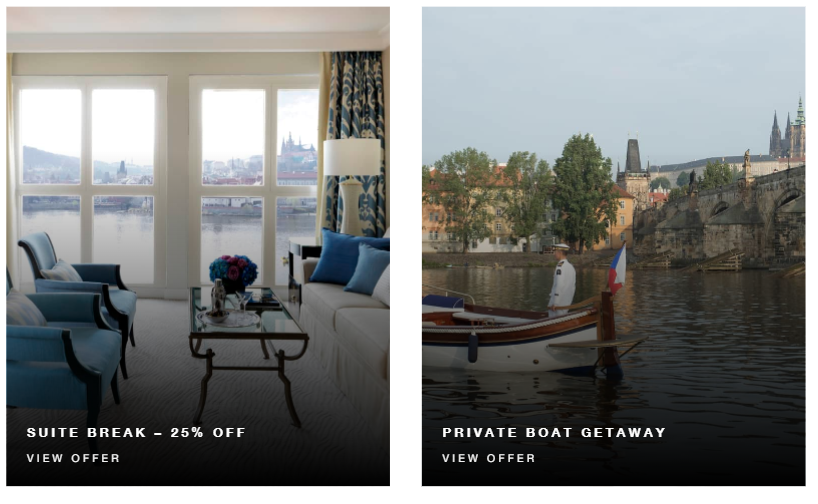 SUITE BREAK – 25% OFF
VIEW OFFER
PRIVATE BOAT GETAWAY
VIEW OFFER